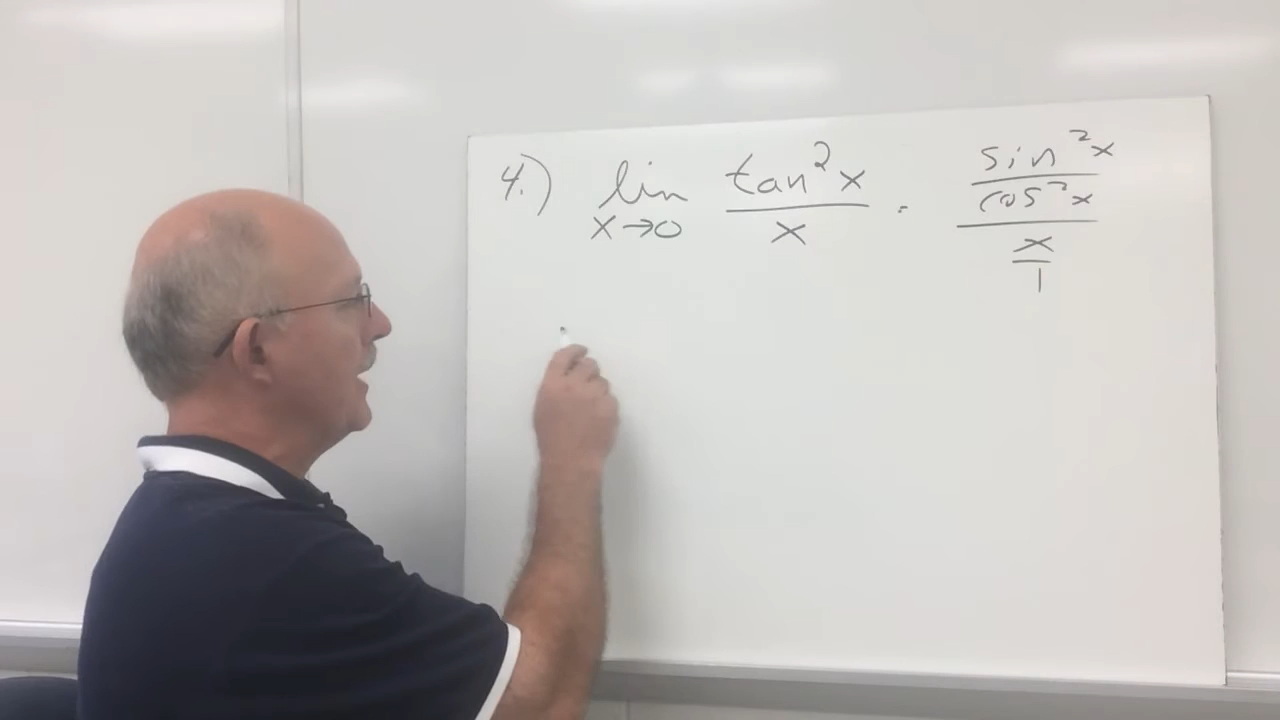 4.) lim x→0 tan²x / x = (sin²x / cos²x) / (x / 1)